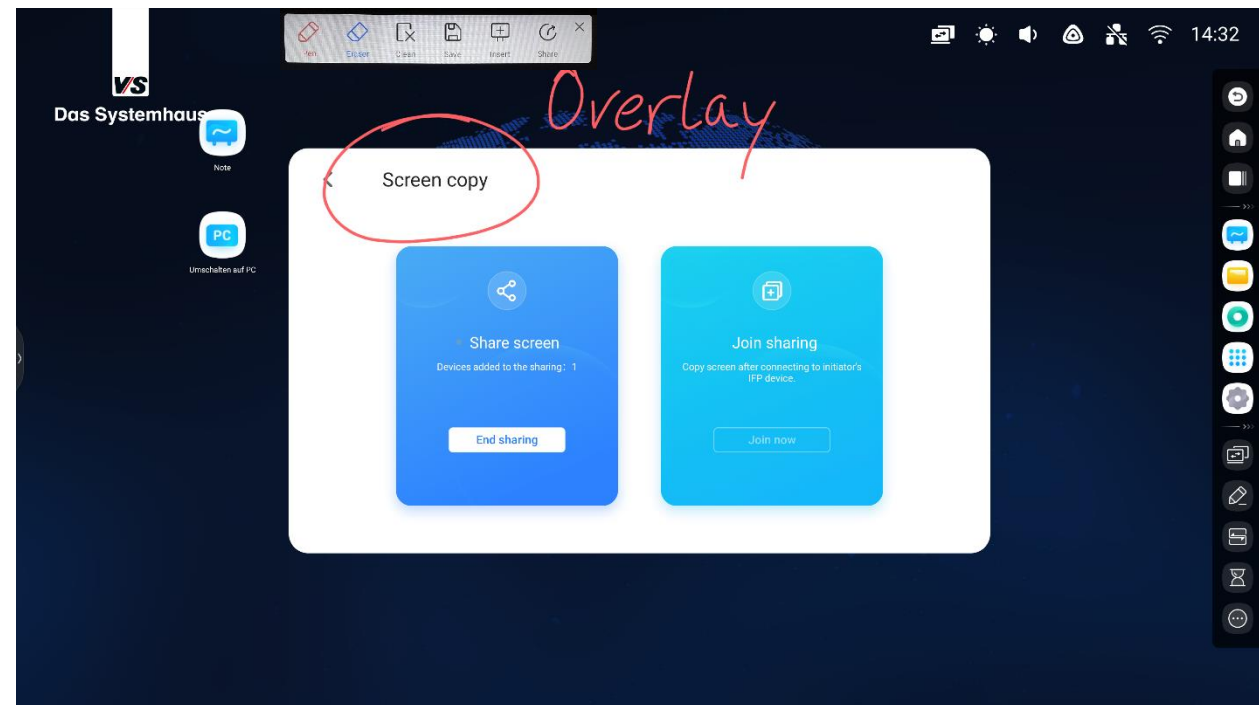 Pen Eraser Clean Save Insert Share
14:32
VS
Das Systemhaus
Overlay
Note
Screen copy
PC
Umschalten auf PC
Share screen
Devices added to the sharing: 1
End sharing
Join sharing
Copy screen after connecting to initiator's
IFP device.
Join now